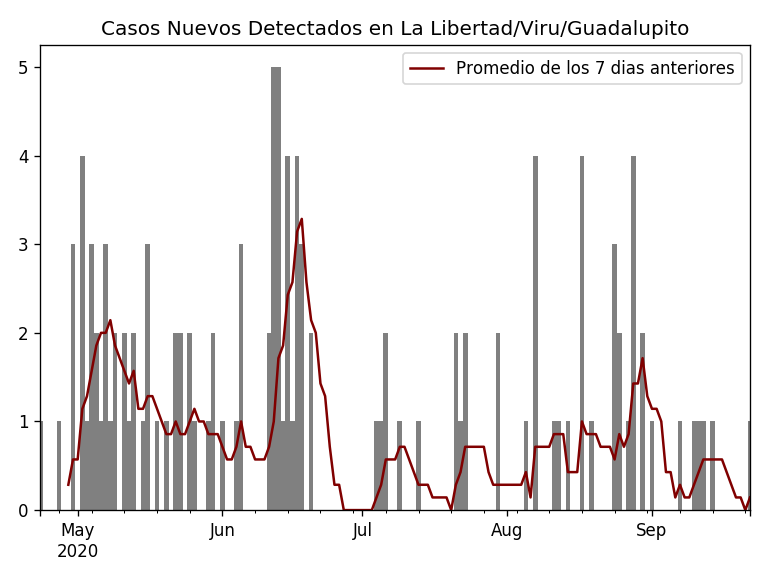 Casos Nuevos Detectados en La Libertad/Viru/Guadalupito
Promedio de los 7 dias anteriores
5
4
3
2
1
0
May Jun Jul Aug Sep
2020